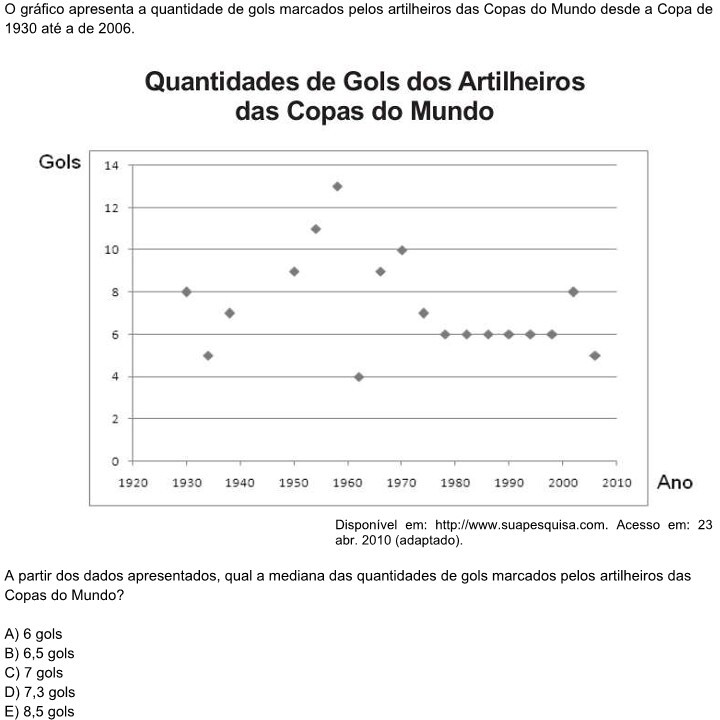 O gráfico apresenta a quantidade de gols marcados pelos artilheiros das Copas do Mundo desde a Copa de
1930 até a de 2006.
Quantidades de Gols dos Artilheiros
das Copas do Mundo
Gols
14
12
10
8
6
4
2
0
1920 1930 1940 1950 1960 1970 1980 1990 2000 2010
Ano
Disponível em: http://www.suapesquisa.com. Acesso em: 23
abr. 2010 (adaptado).
A partir dos dados apresentados, qual a mediana das quantidades de gols marcados pelos artilheiros das
Copas do Mundo?
A) 6 gols
B) 6,5 gols
C) 7 gols
D) 7,3 gols
E) 8,5 gols